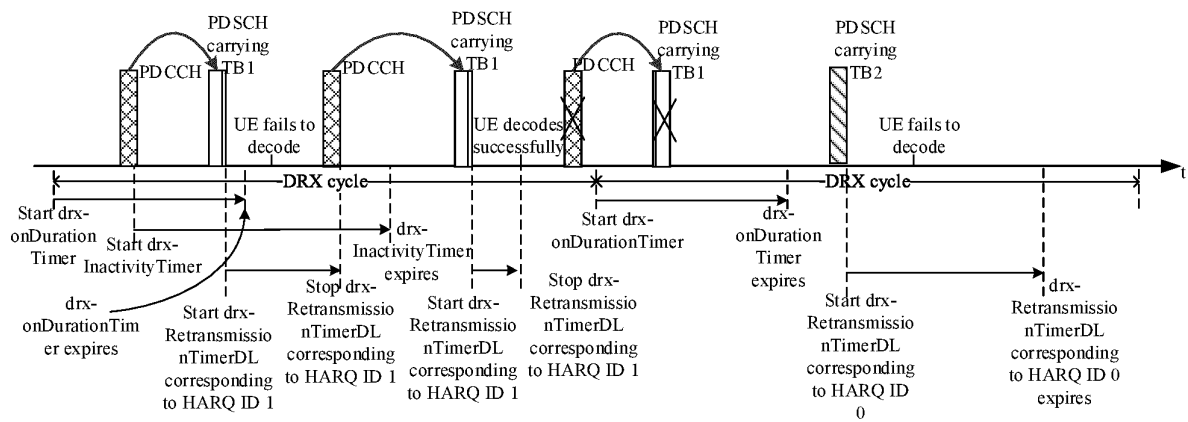 PDSCH
carrying
TB1
PDCCH
PDSCH
carrying
TB1
PDCCH
PDSCH
carrying
TB1
PDCCH
PDSCH
carrying
TB2
UE fails to
decode
UE decodes
successfully
UE fails to
decode
t
DRX cycle
DRX cycle
Start drx-
onDuration
Timer
Start drx-
InactivityTimer
drx-
onDurationTim
er expires
Start drx-
Retransmissio
nTimerDL
corresponding
to HARQ ID 1
Stop drx-
Retransmissio
nTimerDL
corresponding
to HARQ ID 1
drx-
InactivityTimer
expires
Start drx-
Retransmissio
nTimerDL
corresponding
to HARQ ID 1
Stop drx-
Retransmissio
nTimerDL
corresponding
to HARQ ID 1
Start drx-
onDurationTimer
drx-
onDuration
Timer
expires
Start drx-
Retransmissio
nTimerDL
corresponding
to HARQ ID
0
drx-
Retransmissio
nTimerDL
corresponding
to HARQ ID 0
expires